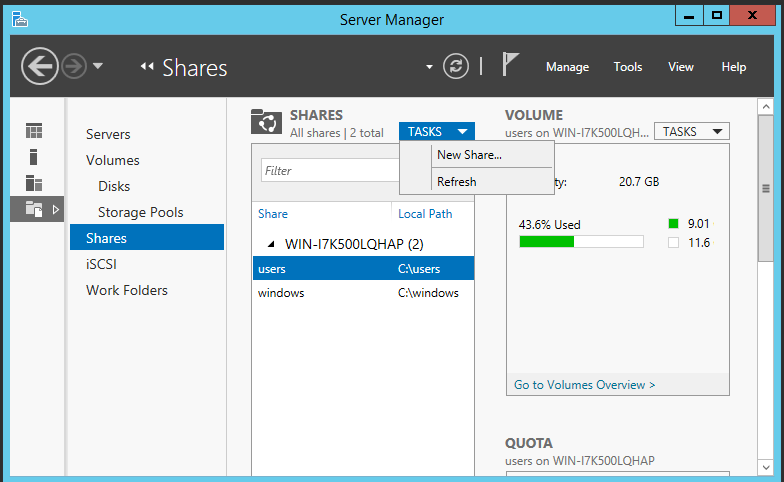 Server Manager
Shares
Manage Tools View Help
Servers
Volumes
Disks
Storage Pools
Shares
iSCSI
Work Folders
SHARES
All shares | 2 total
TASKS
New Share...
Refresh
Filter
Share Local Path
WIN-I7K500LQHAP (2)
users C:\users
windows C:\windows
VOLUME
users on WIN-I7K500LQH...
TASKS
ty: 20.7 GB
43.6% Used
9.01
11.6
Go to Volumes Overview >
QUOTA
users on WIN-I7K500LQHAP